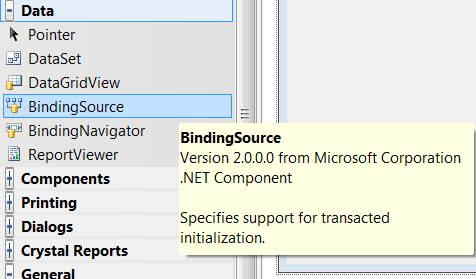 Data
Pointer
DataSet
DataGridView
BindingSource
BindingNavigator
ReportViewer
Components
Printing
Dialogs
Crystal Reports
General
BindingSource
Version 2.0.0.0 from Microsoft Corporation
.NET Component
Specifies support for transacted
initialization.